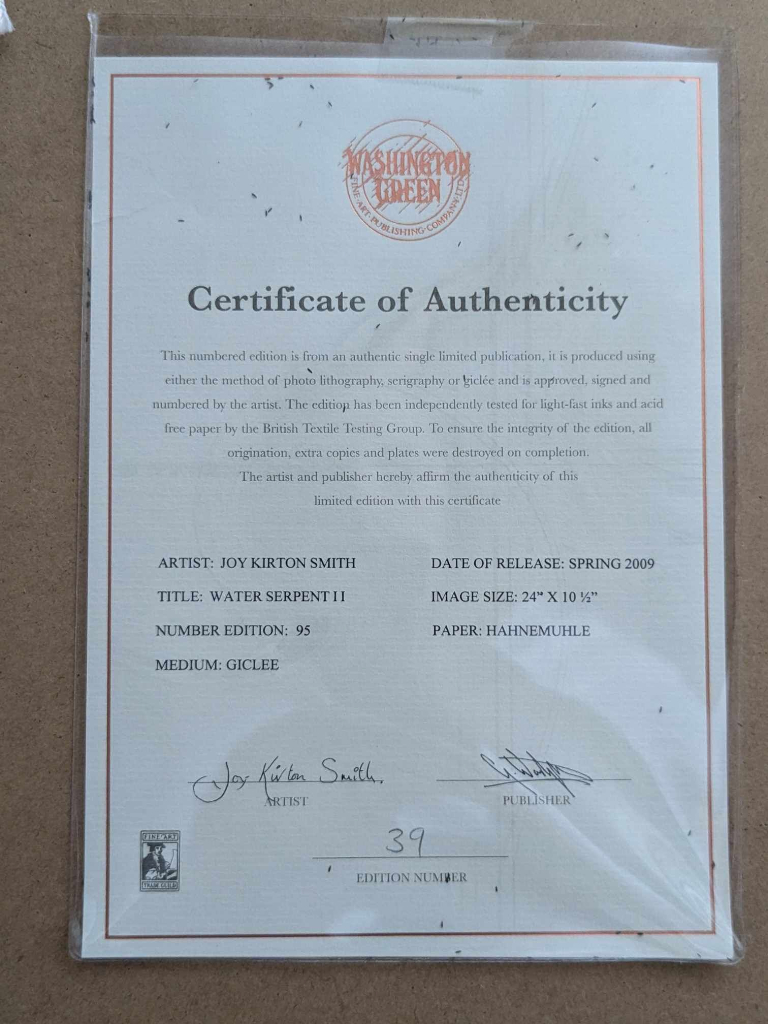 WASHINGTON
GREEN
FINE·ART·PUBLISHING·COMPANY·LTD
Certificate of Authenticity
This numbered edition is from an authentic single limited publication, it is produced using
either the method of photo lithography, serigraphy or giclée and is approved, signed and
numbered by the artist. The edition has been independently tested for light-fast inks and acid
free paper by the British Textile Testing Group. To ensure the integrity of the edition, all
origination, extra copies and plates were destroyed on completion.
The artist and publisher hereby affirm the authenticity of this
limited edition with this certificate
ARTIST: JOY KIRTON SMITH
DATE OF RELEASE: SPRING 2009
TITLE: WATER SERPENT I I
IMAGE SIZE: 24" X 10 ½"
NUMBER EDITION: 95
PAPER: HAHNEMUHLE
MEDIUM: GICLEE
Joy Kirton Smith.
ARTIST
PUBLISHER
39
EDITION NUMBER
FINE·ART
TRADE GUILD